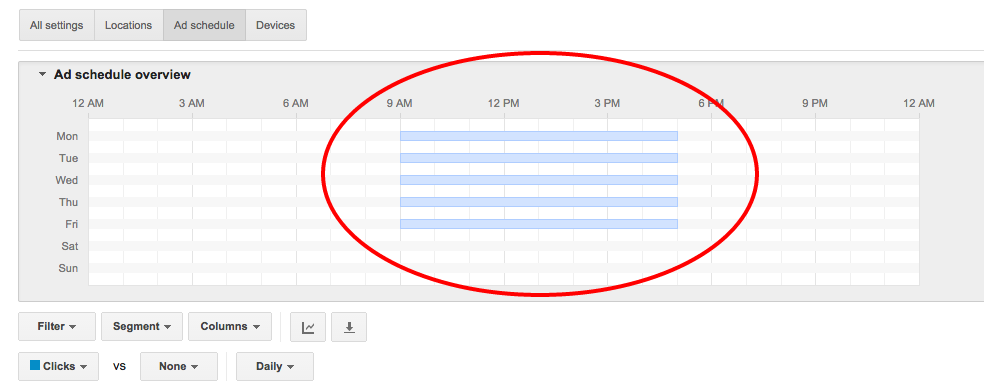 All settings Locations Ad schedule Devices
Ad schedule overview
12 AM 3 AM 6 AM 9 AM 12 PM 3 PM 6 PM 9 PM 12 AM
Mon
Tue
Wed
Thu
Fri
Sat
Sun
Filter Segment Columns
Clicks vs None Daily